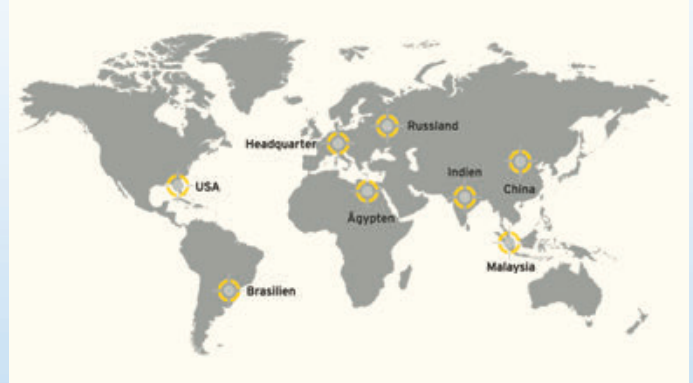 Russland
Headquarter
Indien
USA
China
Ägypten
Malaysia
Brasilien